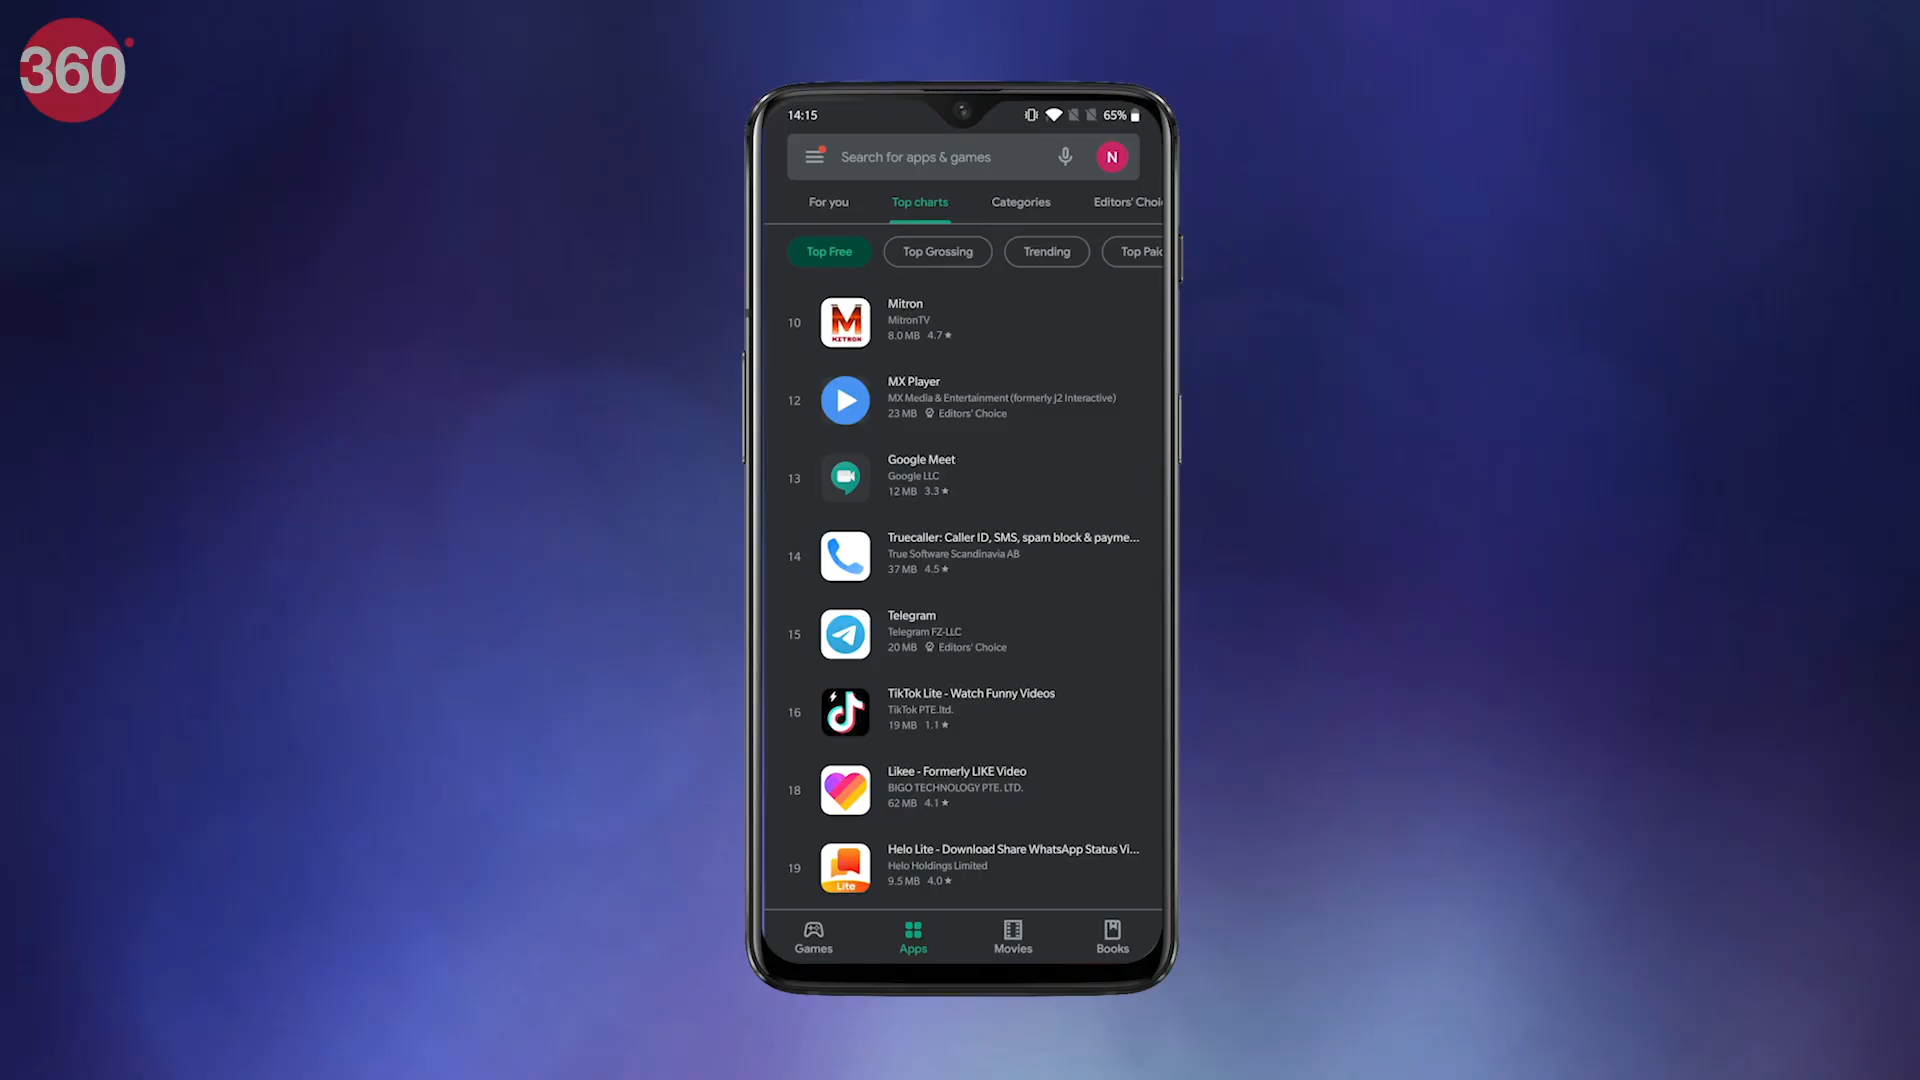 360
14:15
65%
Search for apps & games
N
For you Top charts Categories Editors' Choi
Top Free Top Grossing Trending Top Paid
10
M
MITRON
Mitron
MitronTV
8.0 MB 4.7 ★
12
MX Player
MX Media & Entertainment (formerly J2 Interactive)
23 MB Editors' Choice
13
Google Meet
Google LLC
12 MB 3.3 ★
14
Truecaller: Caller ID, SMS, spam block & payme...
True Software Scandinavia AB
37 MB 4.5 ★
15
Telegram
Telegram FZ-LLC
20 MB Editors' Choice
16
TikTok Lite - Watch Funny Videos
TikTok PTE.ltd.
19 MB 1.1 ★
18
Likee - Formerly LIKE Video
BIGO TECHNOLOGY PTE. LTD.
62 MB 4.1 ★
19
Lite
Helo Lite - Download Share WhatsApp Status Vi...
Helo Holdings Limited
9.5 MB 4.0 ★
Games Apps Movies Books